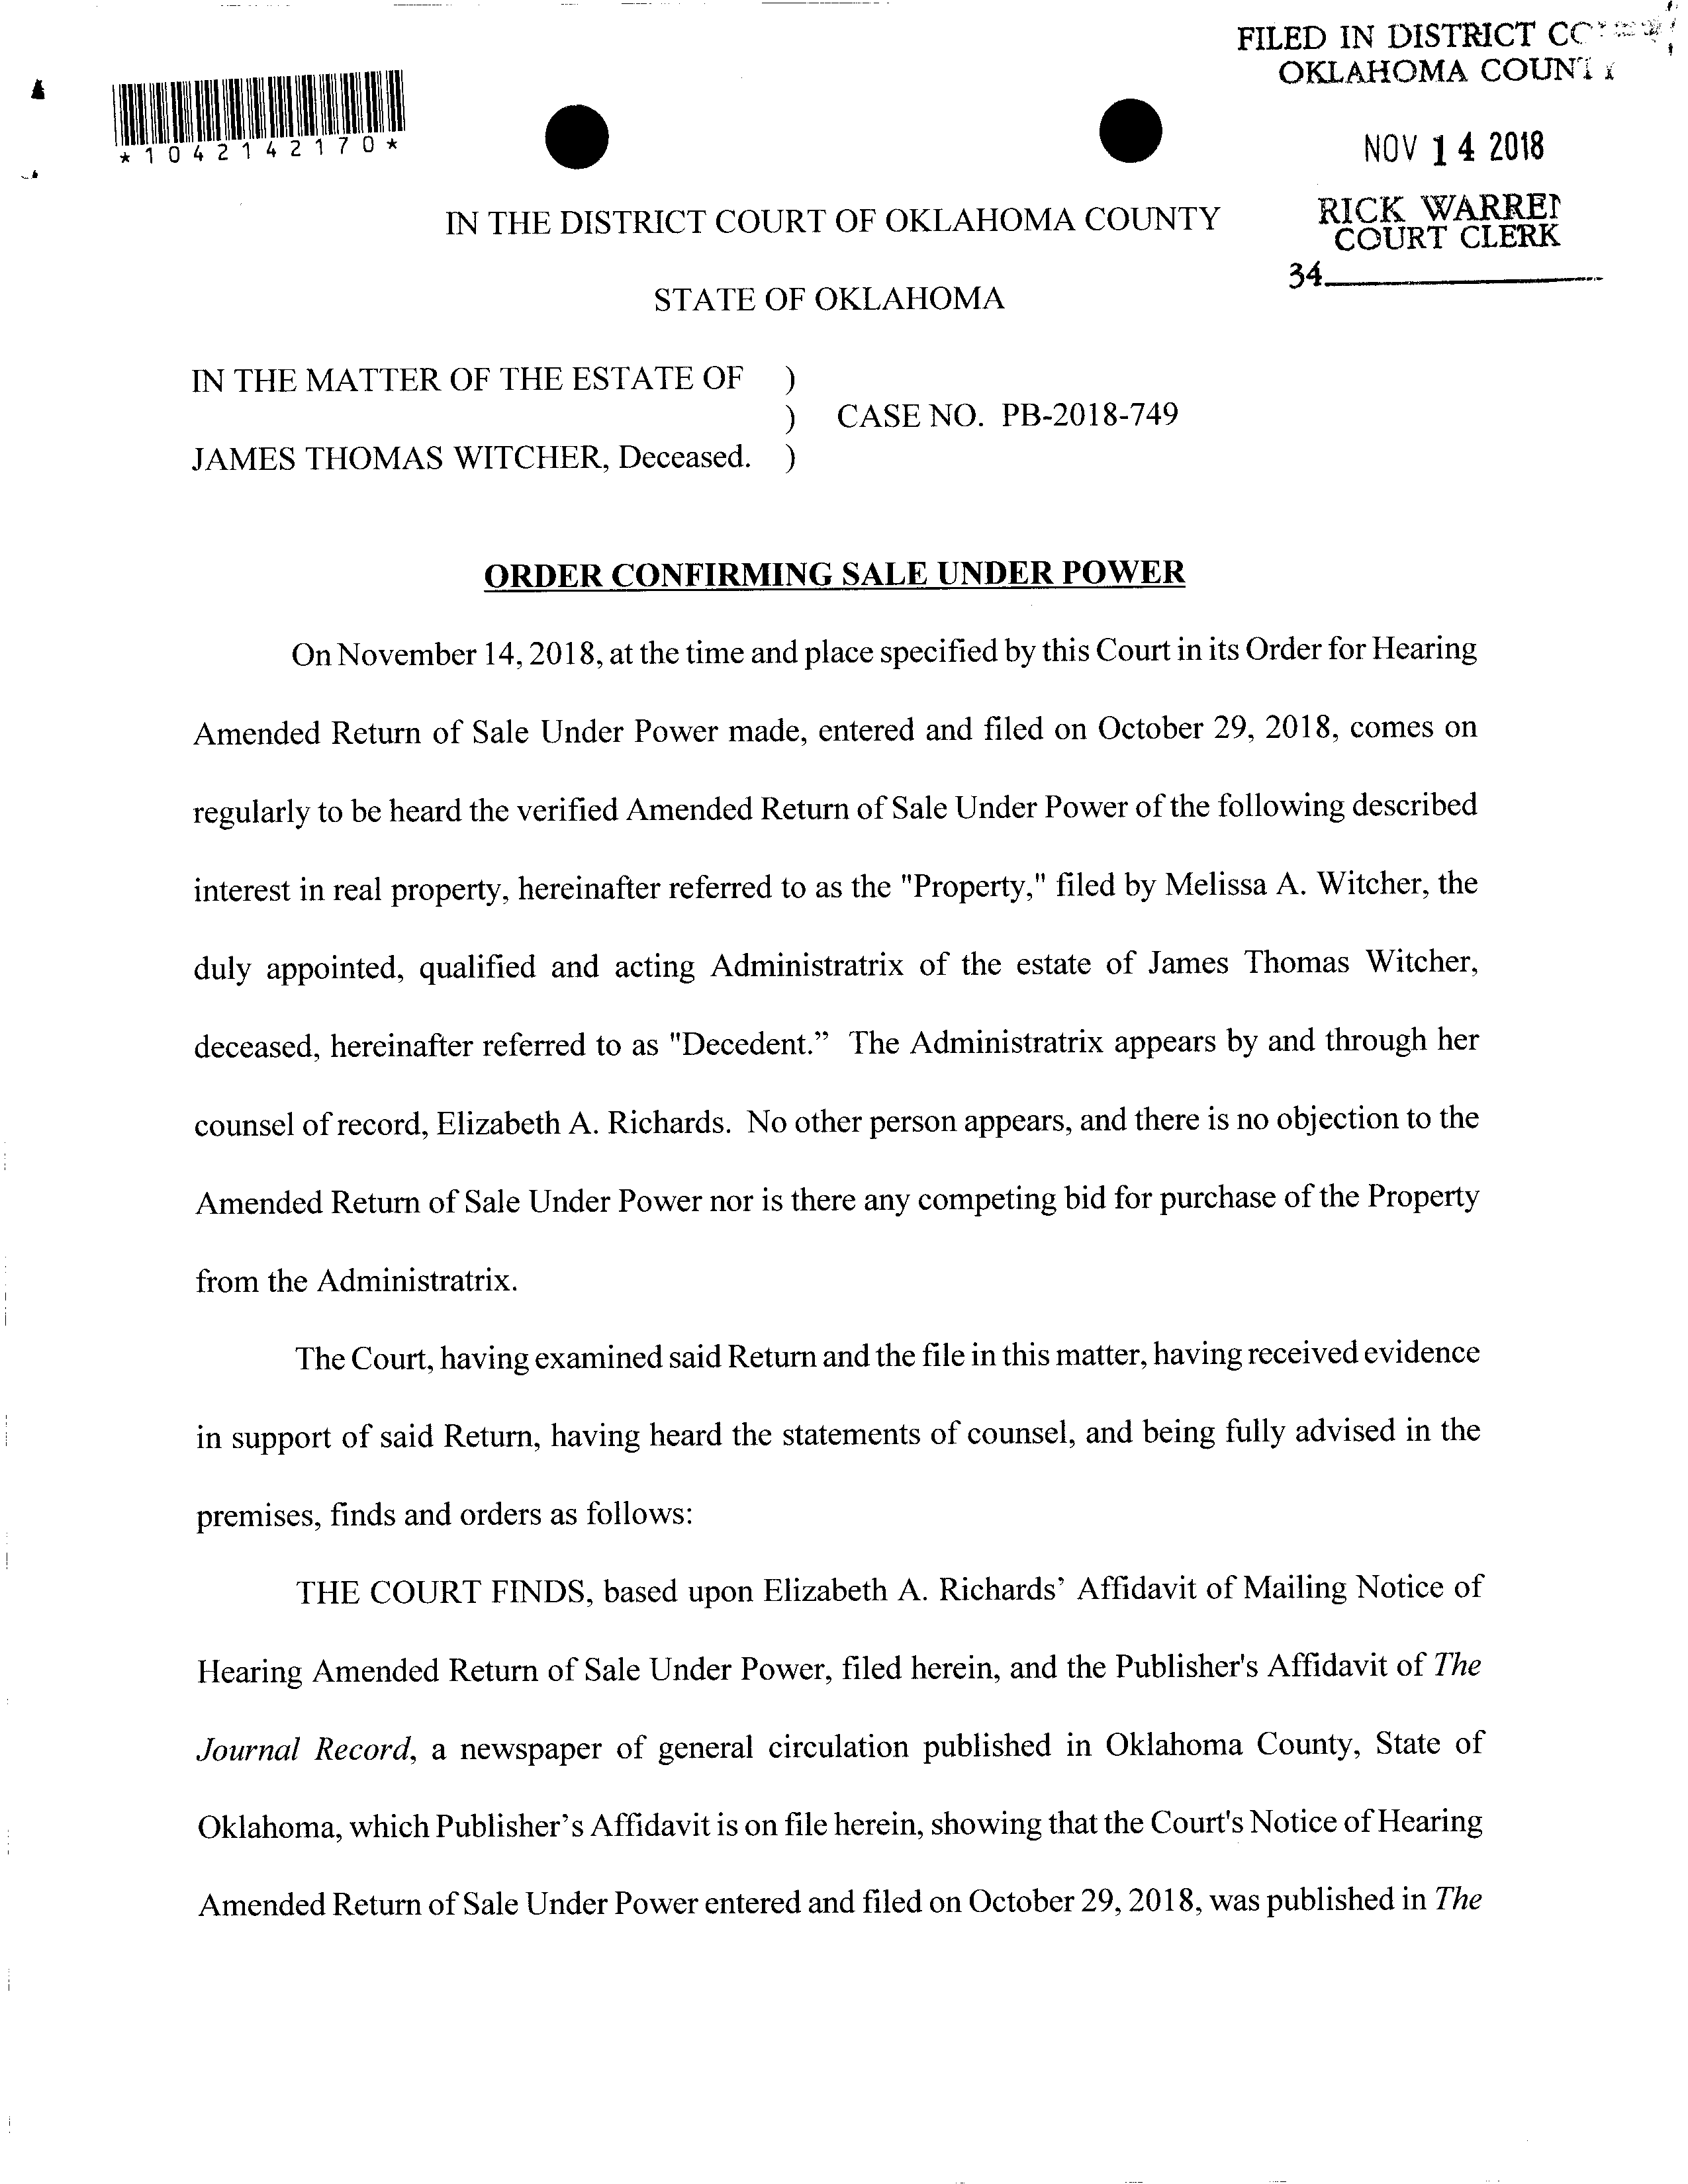 FILED IN DISTRICT
OKLAHOMA
*1042142170*
NOV 14 2018
IN THE DISTRICT COURT OF OKLAHOMA COUNTY
RICK
COURT CLERK
34
STATE OF OKLAHOMA
IN THE MATTER OF THE ESTATE OF )
) CASE NO. PB-2018-749
JAMES THOMAS WITCHER, Deceased. )
ORDER CONFIRMING SALE UNDER POWER
On November 14, 2018, at the time and place specified by this Court in its Order for Hearing
Amended Return of Sale Under Power made, entered and filed on October 29, 2018, comes on
regularly to be heard the verified Amended Return of Sale Under Power of the following described
interest in real property, hereinafter referred to as the "Property," filed by Melissa A. Witcher, the
duly appointed, qualified and acting Administratrix of the estate of James Thomas Witcher,
deceased, hereinafter referred to as "Decedent.” The Administratrix appears by and through her
counsel of record, Elizabeth A. Richards. No other person appears, and there is no objection to the
Amended Return of Sale Under Power nor is there any competing bid for purchase of the Property
from the Administratrix.
The Court, having examined said Return and the file in this matter, having received evidence
in support of said Return, having heard the statements of counsel, and being fully advised in the
premises, finds and orders as follows:
THE COURT FINDS, based upon Elizabeth A. Richards’ Affidavit of Mailing Notice of
Hearing Amended Return of Sale Under Power, filed herein, and the Publisher's Affidavit of The
Journal Record, a newspaper of general circulation published in Oklahoma County, State of
Oklahoma, which Publisher’s Affidavit is on file herein, showing that the Court's Notice of Hearing
Amended Return of Sale Under Power entered and filed on October 29, 2018, was published in The